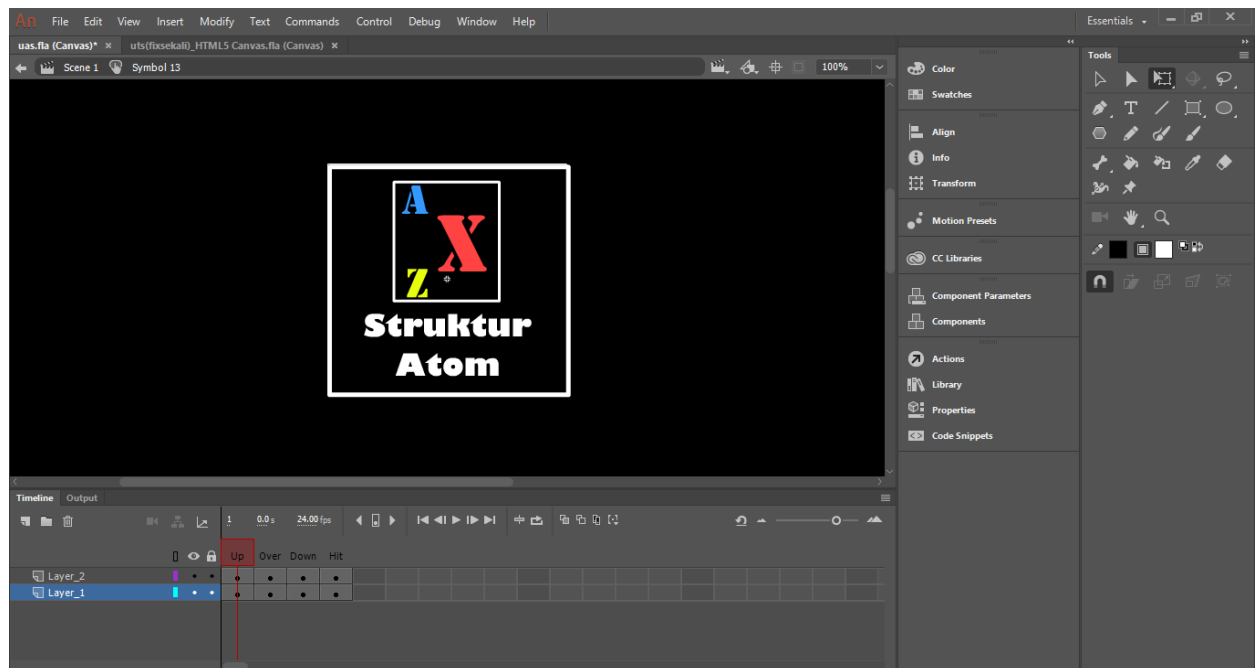 An File Edit View Insert Modify Text Commands Control Debug Window Help Essentials
uas.fla (Canvas)* × uts(fixsekali)_HTML5 Canvas.fla (Canvas) ×
Scene 1 Symbol 13 100%
A
X
Z
Struktur
Atom
Color
Swatches
Align
Info
Transform
Motion Presets
CC Libraries
Component Parameters
Components
Actions
Library
Properties
Code Snippets
Tools
Timeline Output
1 0.0 s 24.00 fps
Up Over Down Hit
Layer_2
Layer_1